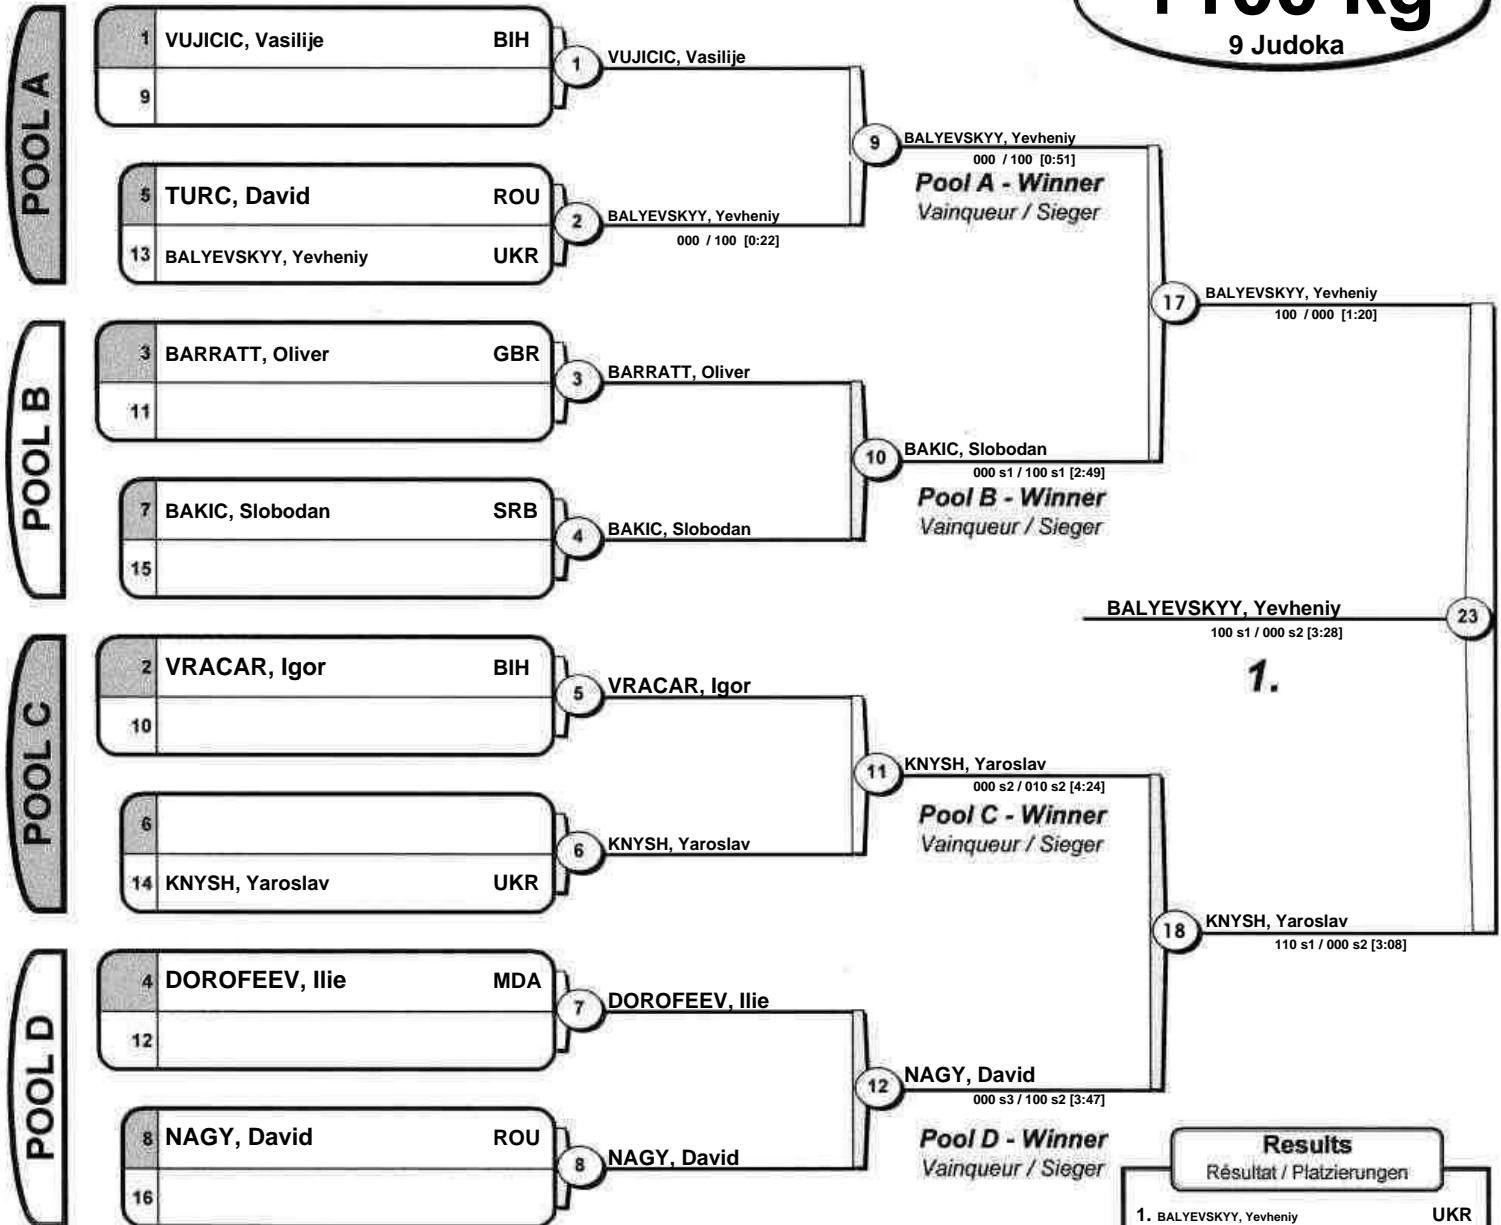 9 Judoka
POOL A
1 VUJICIC, Vasilije BIH
9
1
VUJICIC, Vasilije
5 TURC, David ROU
13 BALYEVSKYY, Yevheniy UKR
2
BALYEVSKYY, Yevheniy
000 / 100 [0:22]
9
BALYEVSKYY, Yevheniy
000 / 100 [0:51]
Pool A - Winner
Vainqueur / Sieger
POOL B
3 BARRATT, Oliver GBR
11
3
BARRATT, Oliver
7 BAKIC, Slobodan SRB
15
4
BAKIC, Slobodan
10
BAKIC, Slobodan
000 s1 / 100 s1 [2:49]
Pool B - Winner
Vainqueur / Sieger
17
BALYEVSKYY, Yevheniy
100 / 000 [1:20]
POOL C
2 VRACAR, Igor BIH
10
5
VRACAR, Igor
6
14 KNYSH, Yaroslav UKR
6
KNYSH, Yaroslav
11
KNYSH, Yaroslav
000 s2 / 010 s2 [4:24]
Pool C - Winner
Vainqueur / Sieger
POOL D
4 DOROFEEV, Ilie MDA
12
7
DOROFEEV, Ilie
8 NAGY, David ROU
16
8
NAGY, David
12
NAGY, David
000 s3 / 100 s2 [3:47]
Pool D - Winner
Vainqueur / Sieger
18
KNYSH, Yaroslav
110 s1 / 000 s2 [3:08]
23
BALYEVSKYY, Yevheniy
100 s1 / 000 s2 [3:28]
1.
Results
Résultat / Platzierungen
1. BALYEVSKYY, Yevheniy UKR